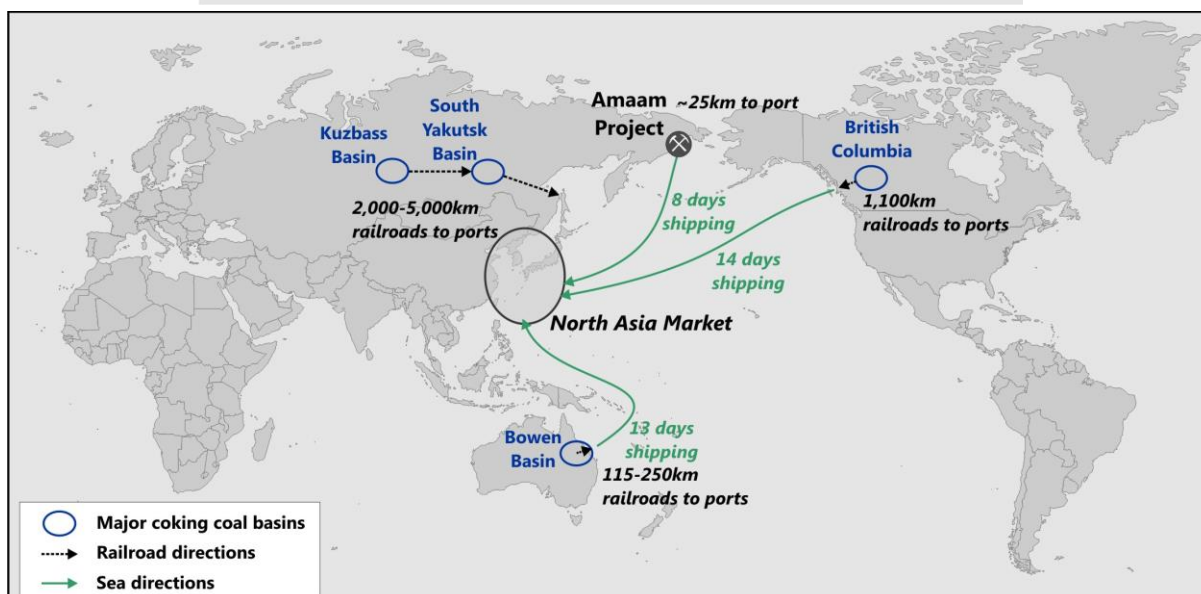 Kuzbass
Basin
South
Yakutsk
Basin
2,000-5,000km
railroads to ports
Amaam
Project
~25km to port
British
Columbia
1,100km
railroads to ports
8 days
shipping
14 days
shipping
North Asia Market
13 days
shipping
Bowen
Basin
115-250km
railroads to ports
Major coking coal basins
Railroad directions
Sea directions